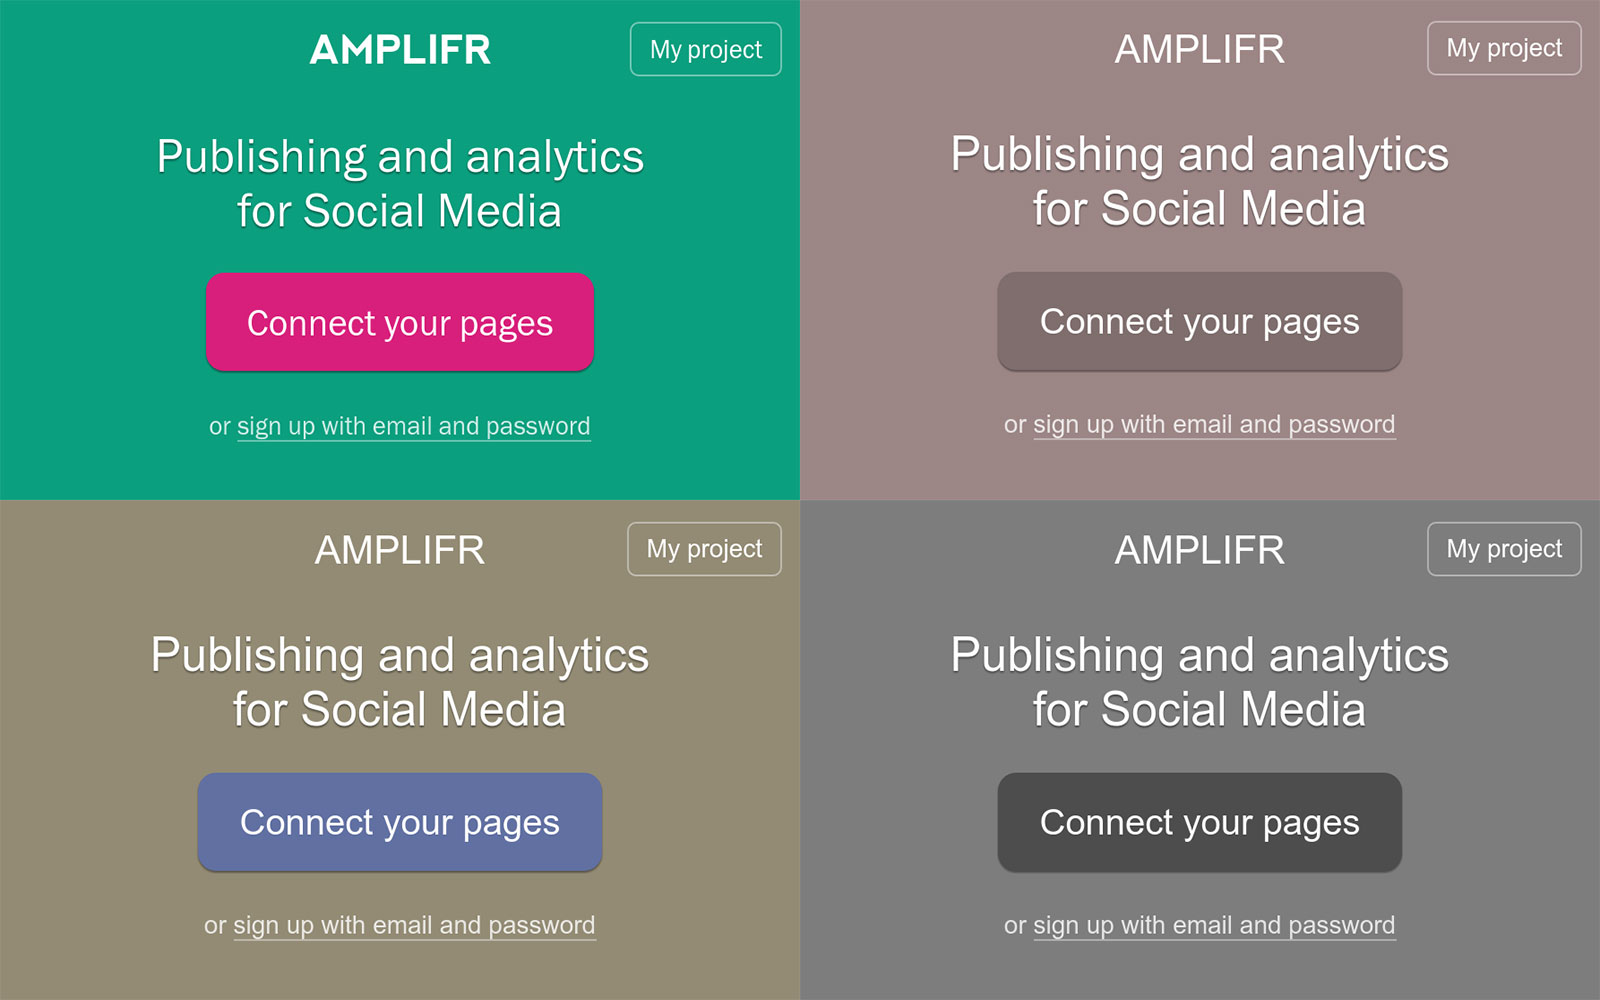 AMPLIFR
My project
Publishing and analytics
for Social Media
Connect your pages
or sign up with email and password
AMPLIFR
My project
Publishing and analytics
for Social Media
Connect your pages
or sign up with email and password
AMPLIFR
My project
Publishing and analytics
for Social Media
Connect your pages
or sign up with email and password
AMPLIFR
My project
Publishing and analytics
for Social Media
Connect your pages
or sign up with email and password